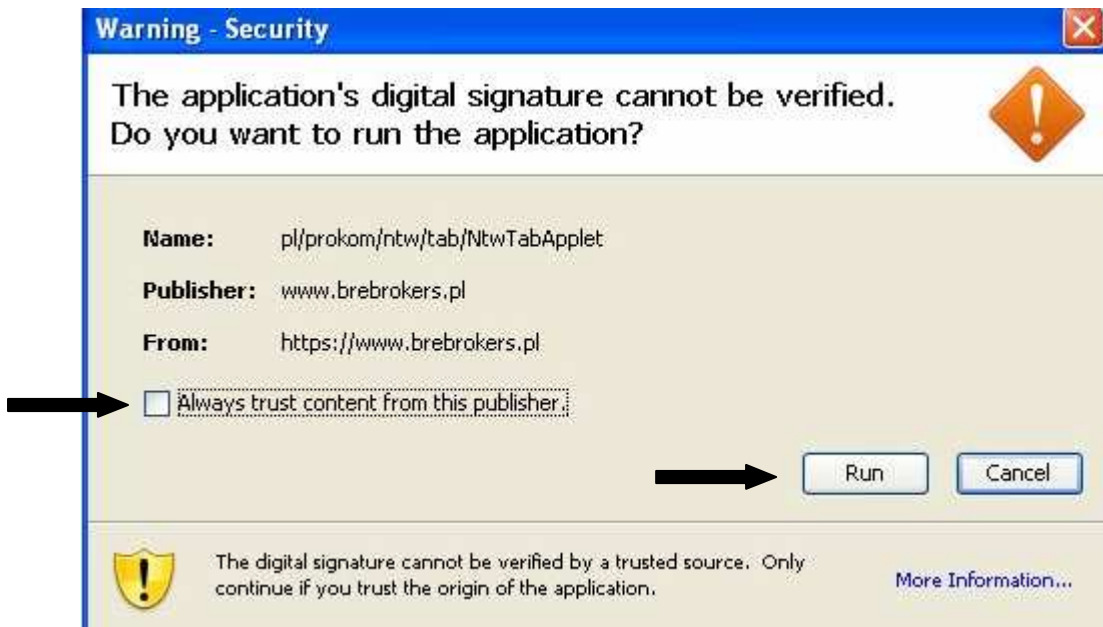 Warning - Security
The application's digital signature cannot be verified.
Do you want to run the application?
Name: pl/prokom/ntw/tab/NtwTabApplet
Publisher: www.brebrokers.pl
From: https://www.brebrokers.pl
Always trust content from this publisher.
Run Cancel
The digital signature cannot be verified by a trusted source. Only
continue if you trust the origin of the application.
More Information...